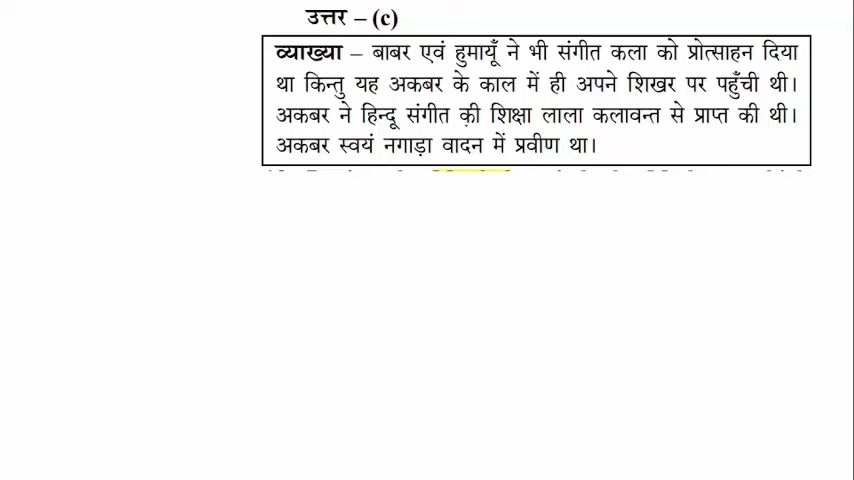 उत्तर – (c)
व्याख्या – बाबर एवं हुमायूँ ने भी संगीत कला को प्रोत्साहन दिया
था किन्तु यह अकबर के काल में ही अपने शिखर पर पहुँची थी।
अकबर ने हिन्दू संगीत की शिक्षा लाला कलावन्त से प्राप्त की थी।
अकबर स्वयं नगाड़ा वादन में प्रवीण था।